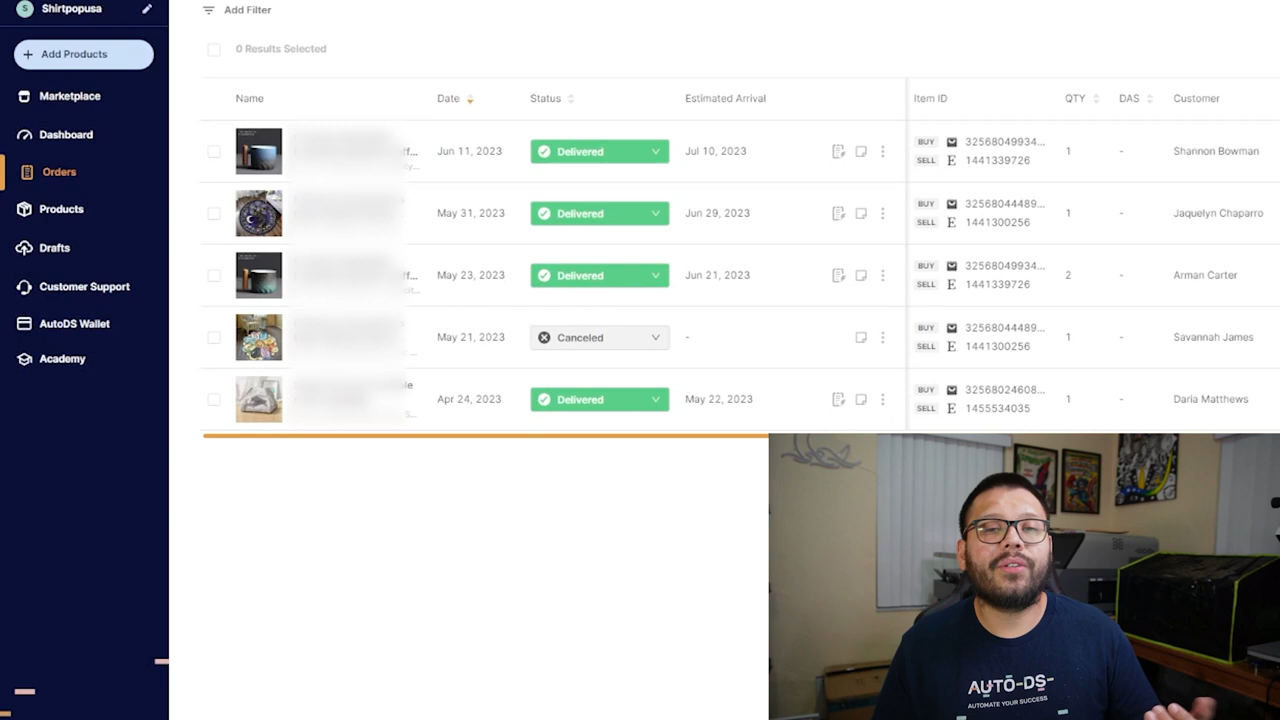 S Shirtpopusa
+ Add Products
Marketplace
Dashboard
Orders
Products
Drafts
Customer Support
AutoDS Wallet
Academy
Add Filter
0 Results Selected
Name Date Status Estimated Arrival Item ID QTY DAS Customer
ff... Jun 11, 2023 Delivered Jul 10, 2023 BUY 32568049934... 1 - Shannon Bowman
SELL E 1441339726
May 31, 2023 Delivered Jun 29, 2023 BUY 32568044489... 1 - Jaquelyn Chaparro
SELL E 1441300256
ff... May 23, 2023 Delivered Jun 21, 2023 BUY 32568049934... 2 - Arman Carter
SELL E 1441339726
May 21, 2023 Canceled - BUY 32568044489... 1 - Savannah James
SELL E 1441300256
Apr 24, 2023 Delivered May 22, 2023 BUY 32568024608... 1 - Daria Matthews
SELL E 1455534035
AUTO-DS-
AUTOMATE YOUR SUCCESS